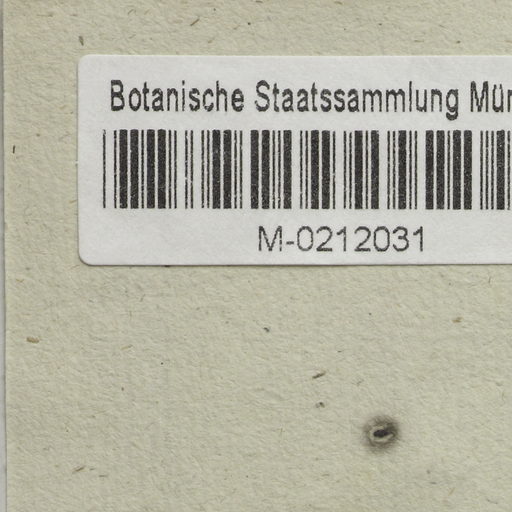 Botanische Staatssammlung Mün
M-0212031